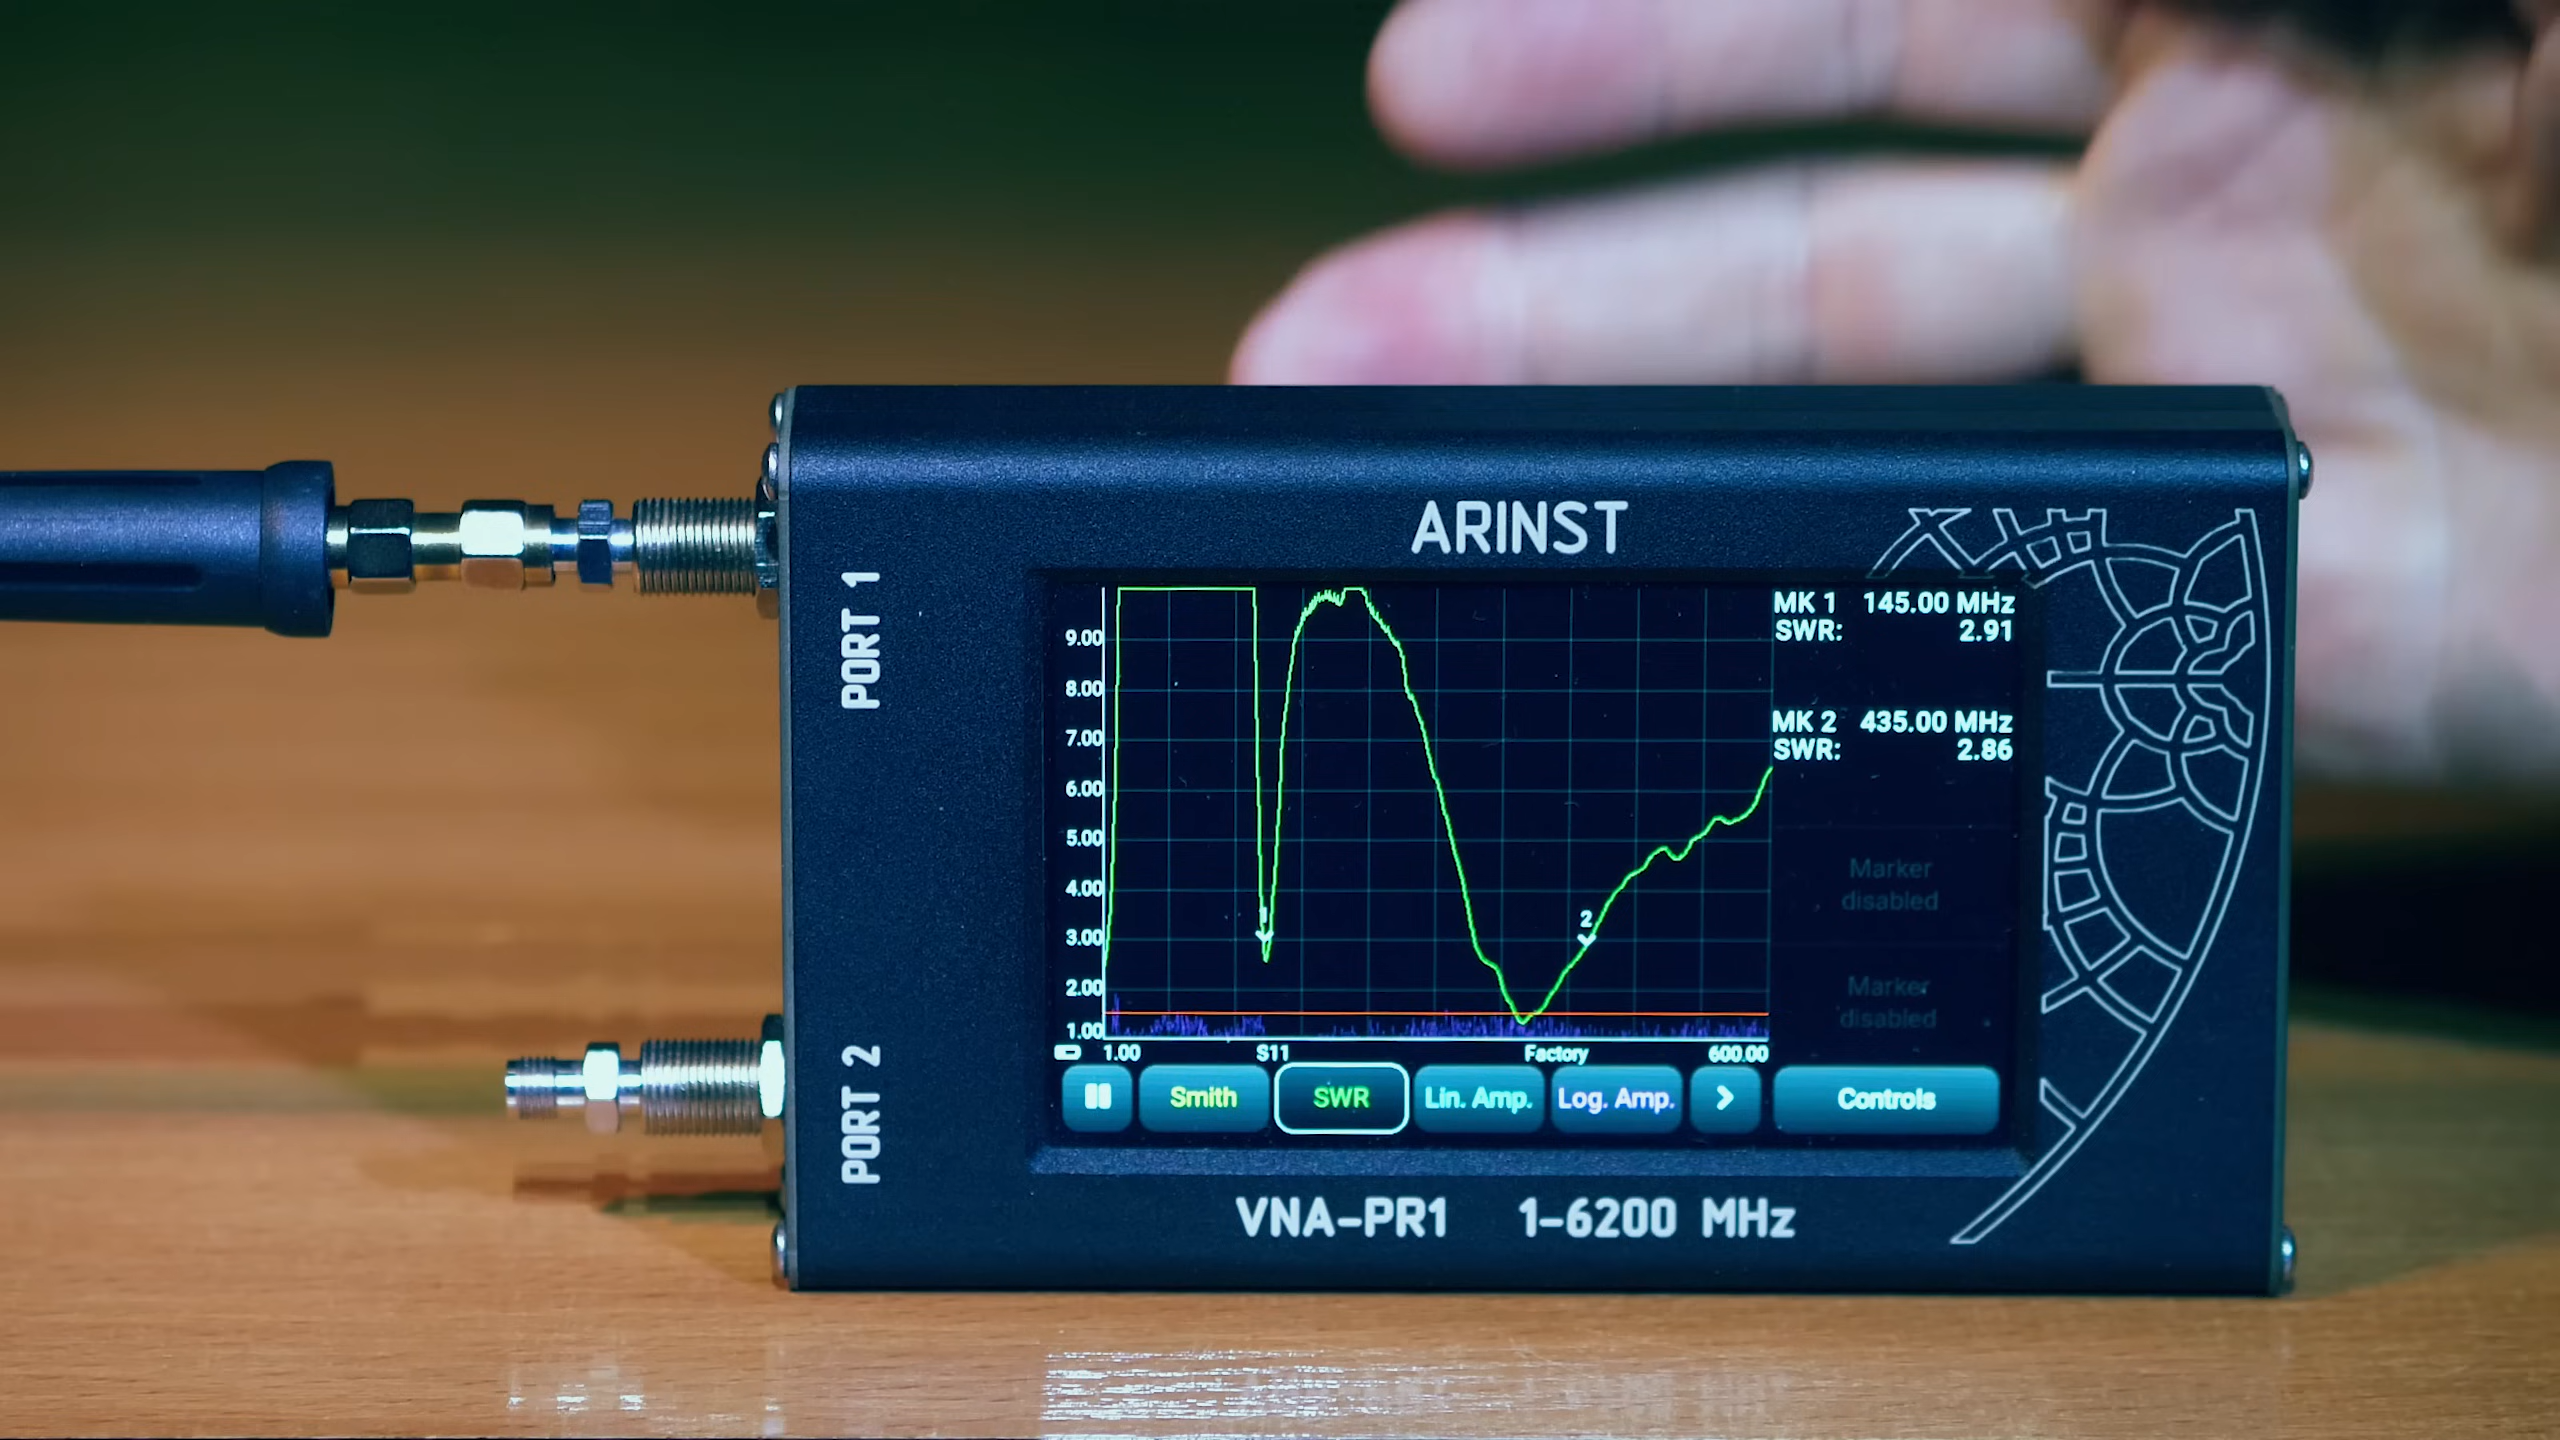 ARINST
PORT 1
PORT 2
MK 1 145.00 MHz
SWR: 2.91
MK 2 435.00 MHz
SWR: 2.86
Marker
disabled
Marker
disabled
9.00
8.00
7.00
6.00
5.00
4.00
3.00
2.00
1.00
1
2
1.00 S11 Factory 600.00
Smith SWR Lin. Amp. Log. Amp. Controls
VNA-PR1 1-6200 MHz